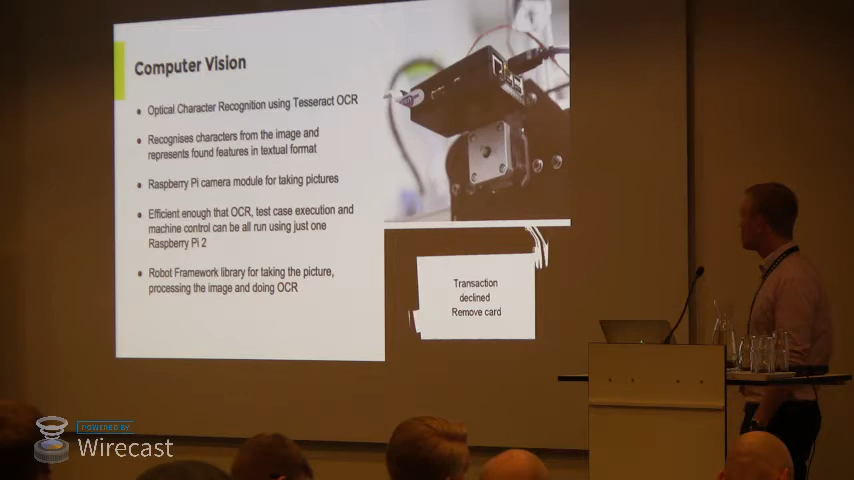 Computer Vision
• Optical Character Recognition using Tesseract OCR
• Recognises characters from the image and
represents found features in textual format
• Raspberry Pi camera module for taking pictures
• Efficient enough that OCR, test case execution and
machine control can be all run using just one
Raspberry Pi 2
• Robot Framework library for taking the picture,
processing the image and doing OCR
Transaction
declined
Remove card
POWERED BY
Wirecast